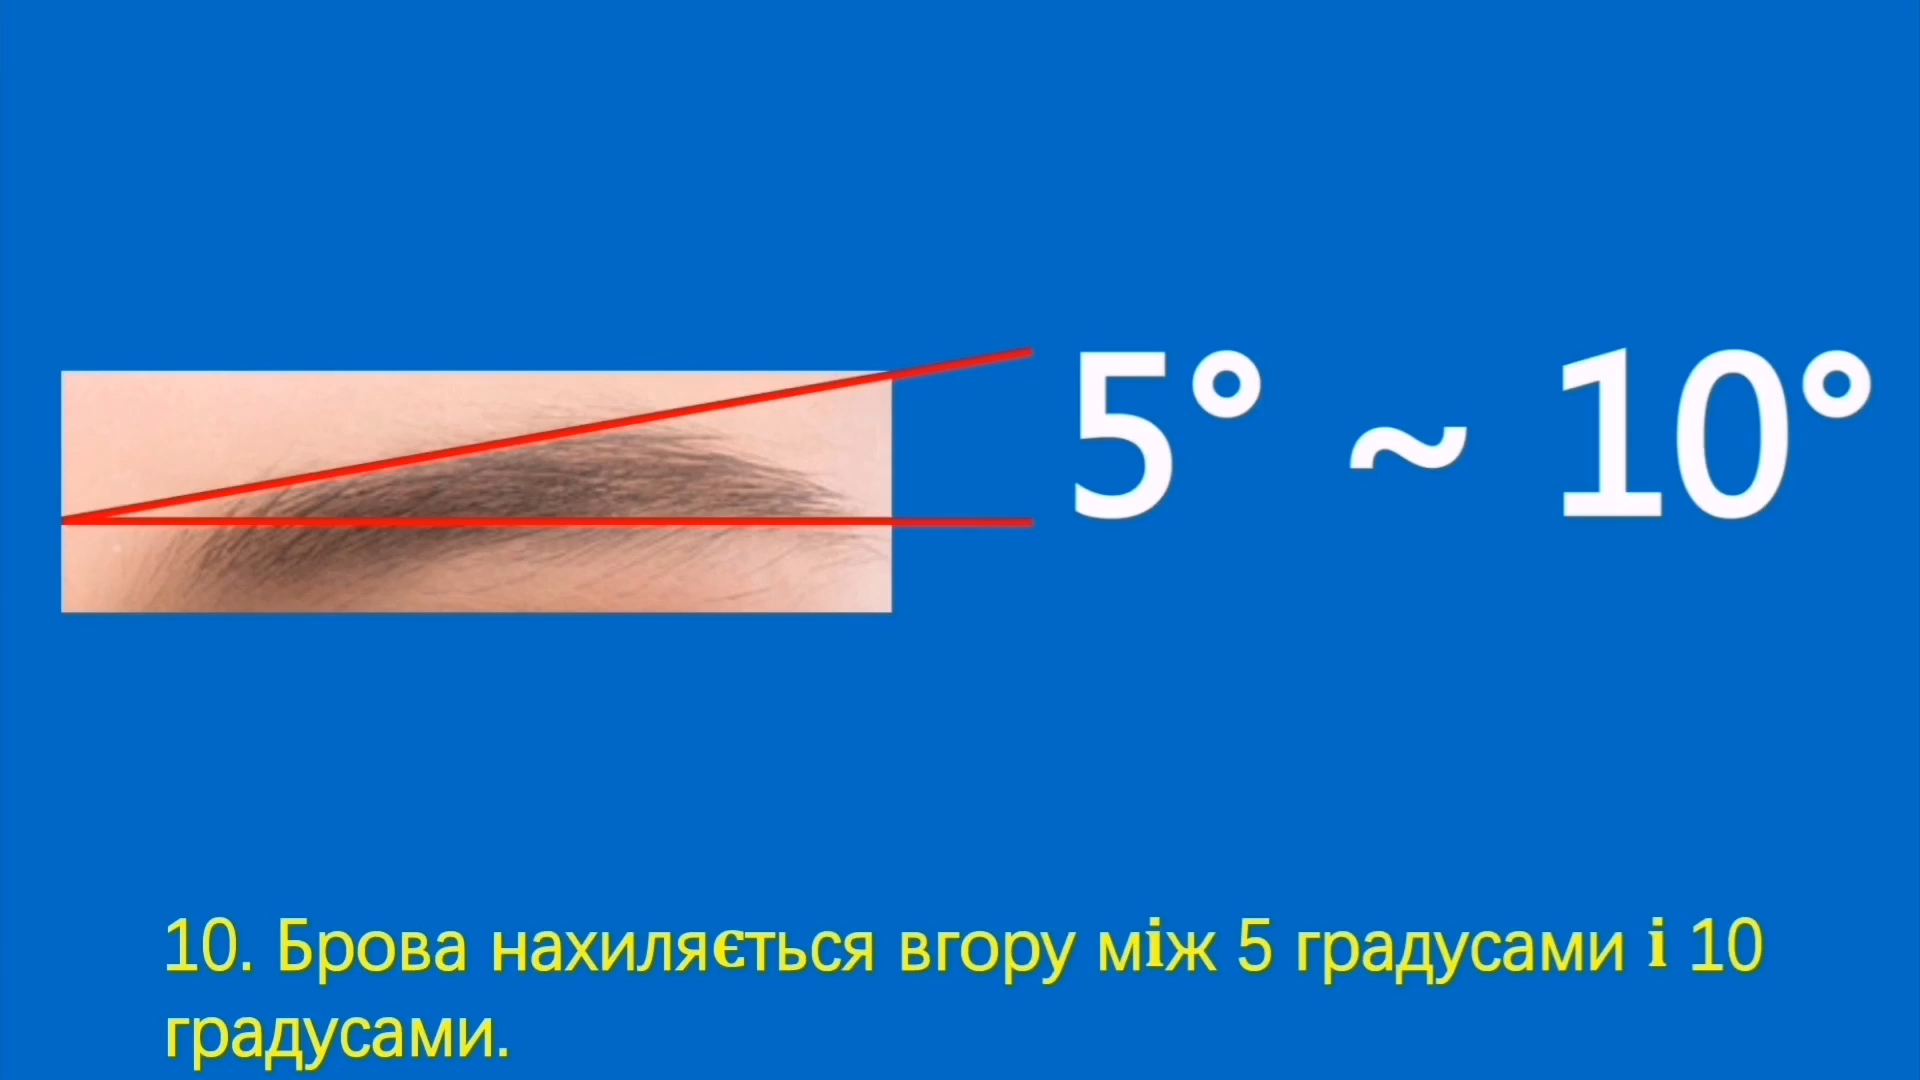 5° ~ 10°
10. Брова нахиляється вгору між 5 градусами і 10
градусами.